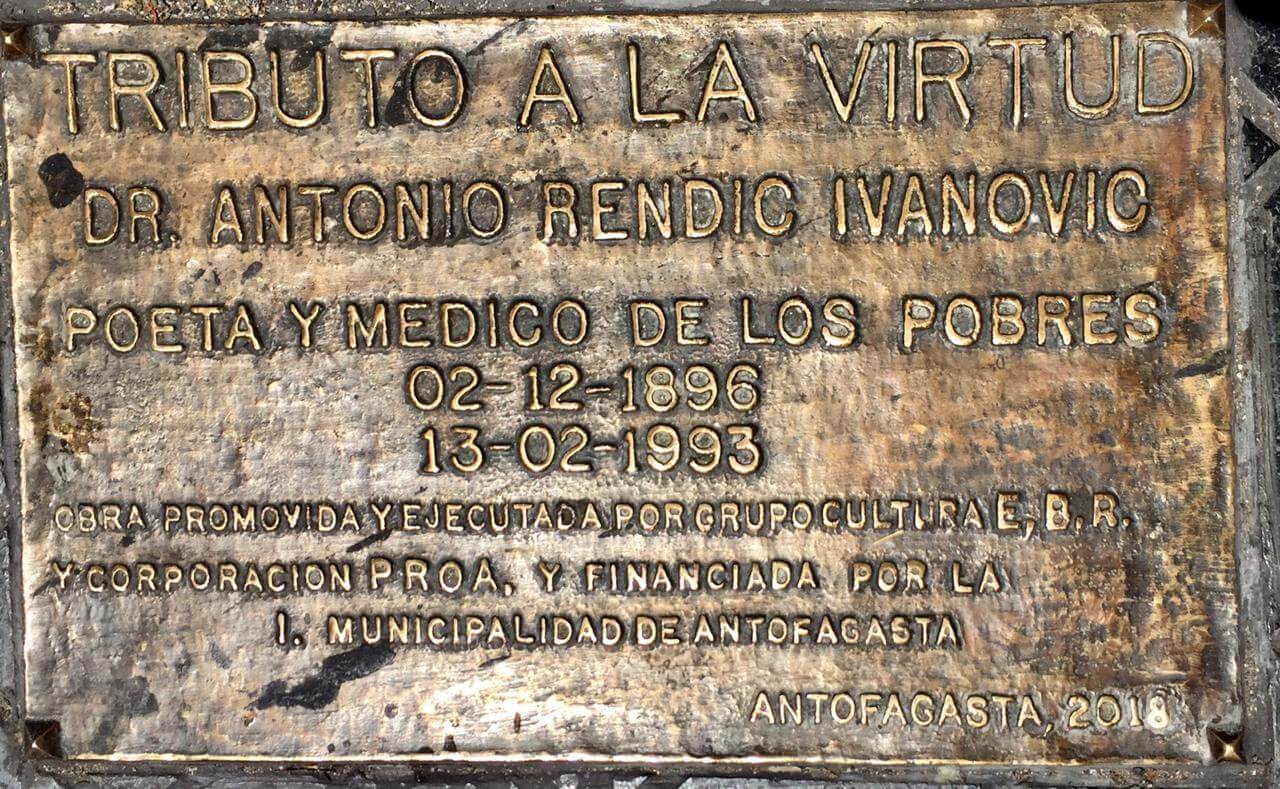 TRIBUTO A LA VIRTUD
DR. ANTONIO RENDIC IVANOVIC
POETA Y MEDICO DE LOS POBRES
02-12-1896
13-02-1993
OBRA PROMOVIDA Y EJECUTADA POR GRUPO CULTURA E, B.R.
Y CORPORACION PROA, Y FINANCIADA POR LA
I. MUNICIPALIDAD DE ANTOFAGASTA
ANTOFAGASTA, 2018